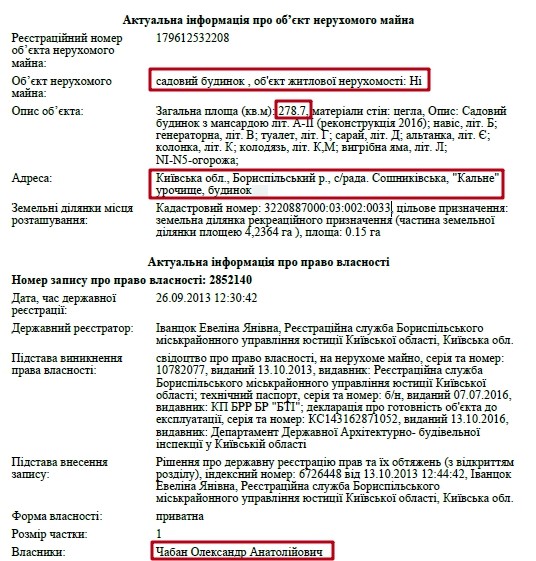 Актуальна інформація про об’єкт нерухомого майна
Реєстраційний номер
об’єкта нерухомого
майна:
179612532208
Об’єкт нерухомого
майна:
садовий будинок , об'єкт житлової нерухомості: Ні
Опис об’єкта:
Загальна площа (кв.м): 278.7, матеріали стін: цегла, Опис: Садовий
будинок з мансардою літ. А-ІІ (реконструкція 2016); навіс, літ. Б;
генераторна, літ. В; туалет, літ. Г; сарай, літ. Д; альтанка, літ. Є;
колонка, літ. К; колодязь, літ. К,М; вигрібна яма, літ. Л;
NI-N5-огорожа;
Адреса:
Київська обл., Бориспільський р., с/рада. Сошниківська, "Кальне"
урочище, будинок
Земельні ділянки місця
розташування:
Кадастровий номер: 3220887000:03:002:0033, цільове призначення:
земельна ділянка рекреаційного призначення (частина земельної
ділянки площею 4,2364 га ), площа: 0.15 га
Актуальна інформація про право власності
Номер запису про право власності: 2852140
Дата, час державної
реєстрації:
26.09.2013 12:30:42
Державний реєстратор:
Іванцок Евеліна Янівна, Реєстраційна служба Бориспільського
міськрайонного управління юстиції Київської області, Київська обл.
Підстава виникнення
права власності:
свідоцтво про право власності, на нерухоме майно, серія та номер:
10782077, виданий 13.10.2013, видавник: Реєстраційна служба
Бориспільського міськрайонного управління юстиції Київської
області; технічний паспорт, серія та номер: б/н, виданий 07.07.2016,
видавник: КП БРР БР "БТІ"; декларація про готовність об'єкта до
експлуатації, серія та номер: КС143162871052, виданий 13.10.2016,
видавник: Департамент Державної Архітектурно- будівельної
інспекції у Київській області
Підстава внесення
запису:
Рішення про державну реєстрацію прав та їх обтяжень (з відкриттям
розділу), індексний номер: 6726448 від 13.10.2013 12:44:42, Іванцок
Евеліна Янівна, Реєстраційна служба Бориспільського
міськрайонного управління юстиції Київської області, Київська обл.
Форма власності:
приватна
Розмір частки:
1
Власники:
Чабан Олександр Анатолійович